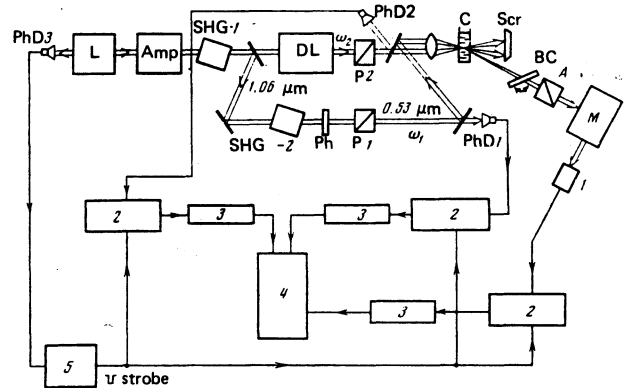 PhD3
L
Amp
SHG-1
DL
ω₂
P2
PhD2
C
Scr
BC
A
M
1
1.06 μm
0.53 μm
SHG
-2
Ph
P1
ω₁
PhD1
2
3
3
2
4
3
2
5
strobe